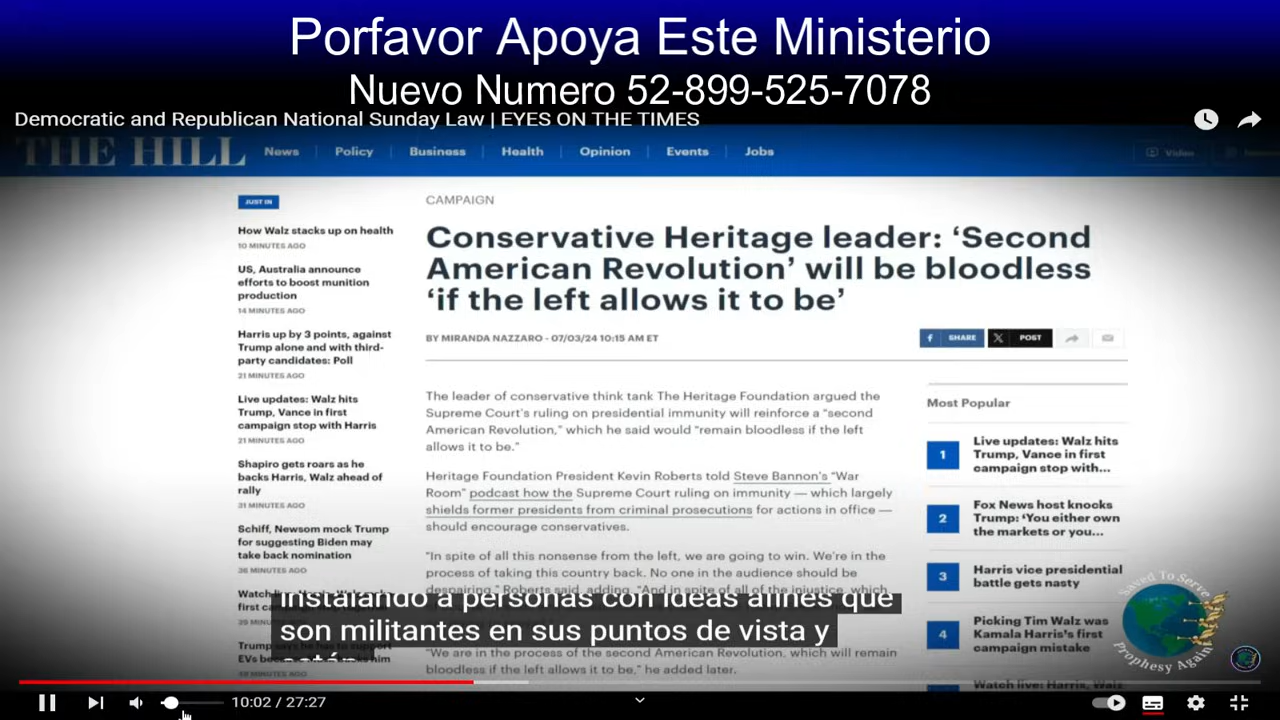 Porfavor Apoya Este Ministerio
Nuevo Numero 52-899-525-7078
Democratic and Republican National Sunday Law | EYES ON THE TIMES
THE HILL
News
Policy
Business
Health
Opinion
Events
Jobs
Video
JUST IN
How Walz stacks up on health
10 MINUTES AGO
US, Australia announce
efforts to boost munition
production
14 MINUTES AGO
Harris up by 3 points, against
Trump alone and with third-
party candidates: Poll
21 MINUTES AGO
Live updates: Walz hits
Trump, Vance in first
campaign stop with Harris
21 MINUTES AGO
Shapiro gets roars as he
backs Harris, Walz ahead of
rally
31 MINUTES AGO
Schiff, Newsom mock Trump
for suggesting Biden may
take back nomination
36 MINUTES AGO
CAMPAIGN
Conservative Heritage leader: ‘Second
American Revolution’ will be bloodless
‘if the left allows it to be’
BY MIRANDA NAZZARO - 07/03/24 10:15 AM ET
SHARE
POST
The leader of conservative think tank The Heritage Foundation argued the
Supreme Court’s ruling on presidential immunity will reinforce a “second
American Revolution,” which he said would “remain bloodless if the left
allows it to be.”
Heritage Foundation President Kevin Roberts told Steve Bannon’s “War
Room” podcast how the Supreme Court ruling on immunity — which largely
shields former presidents from criminal prosecutions for actions in office —
should encourage conservatives.
“In spite of all this nonsense from the left, we are going to win. We’re in the
process of taking this country back. No one in the audience should be
“We are in the process of the second American Revolution, which will remain
bloodless if the left allows it to be,” he added later.
Most Popular
1
Live updates: Walz hits
Trump, Vance in first
campaign stop with...
2
Fox News host knocks
Trump: ‘You either own
the markets or you...
3
Harris vice presidential
battle gets nasty
4
Picking Tim Walz was
Kamala Harris’s first
campaign mistake
Watch live: Harris, Walz
a personas con ideas afines que
son militantes en sus puntos de vista y
Saved To Serve
Prophesy Again
10:02 / 27:27